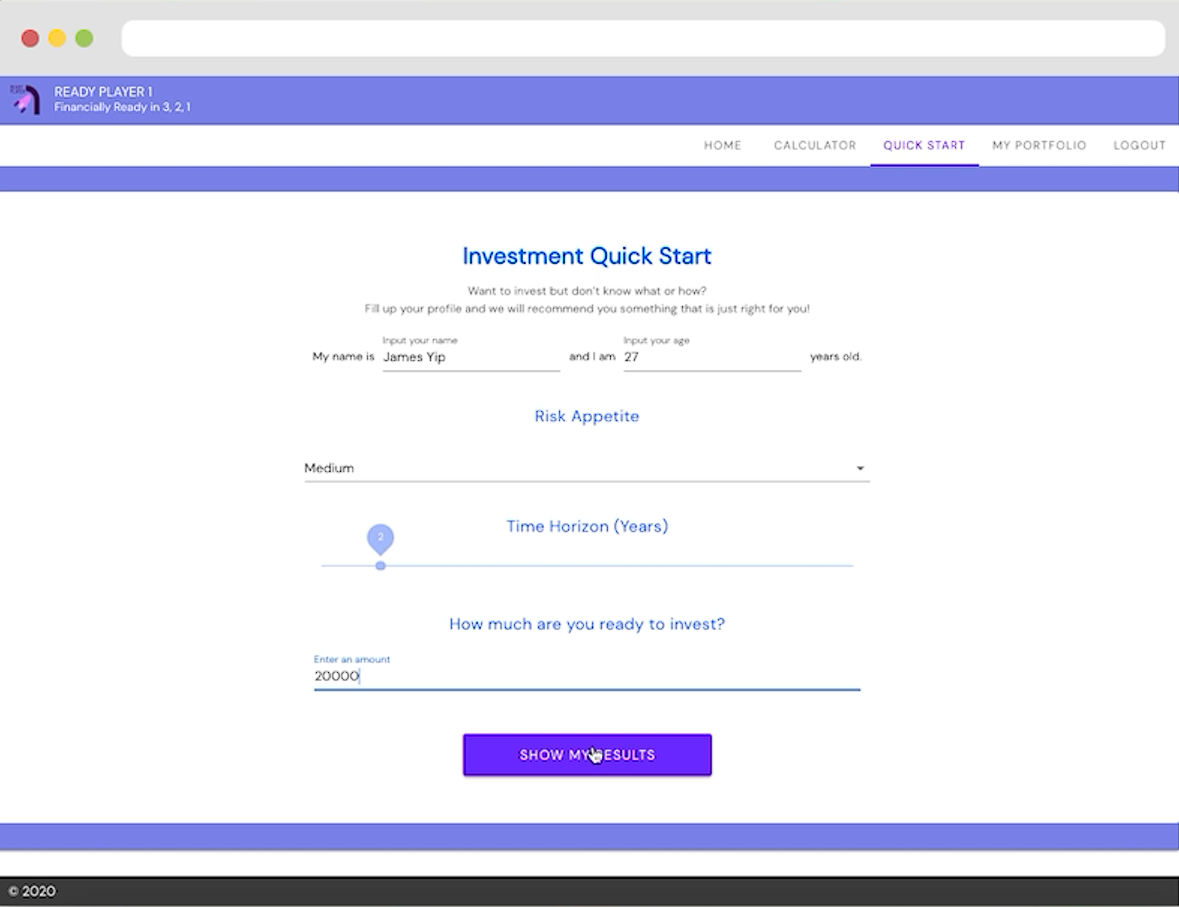 READY PLAYER 1
Financially Ready in 3, 2, 1
HOME CALCULATOR QUICK START MY PORTFOLIO LOGOUT
Investment Quick Start
Want to invest but don't know what or how?
Fill up your profile and we will recommend you something that is just right for you!
Input your name Input your age
My name is James Yip and I am 27 years old.
Risk Appetite
Medium
Time Horizon (Years)
2
How much are you ready to invest?
Enter an amount
20000
SHOW MY RESULTS
© 2020